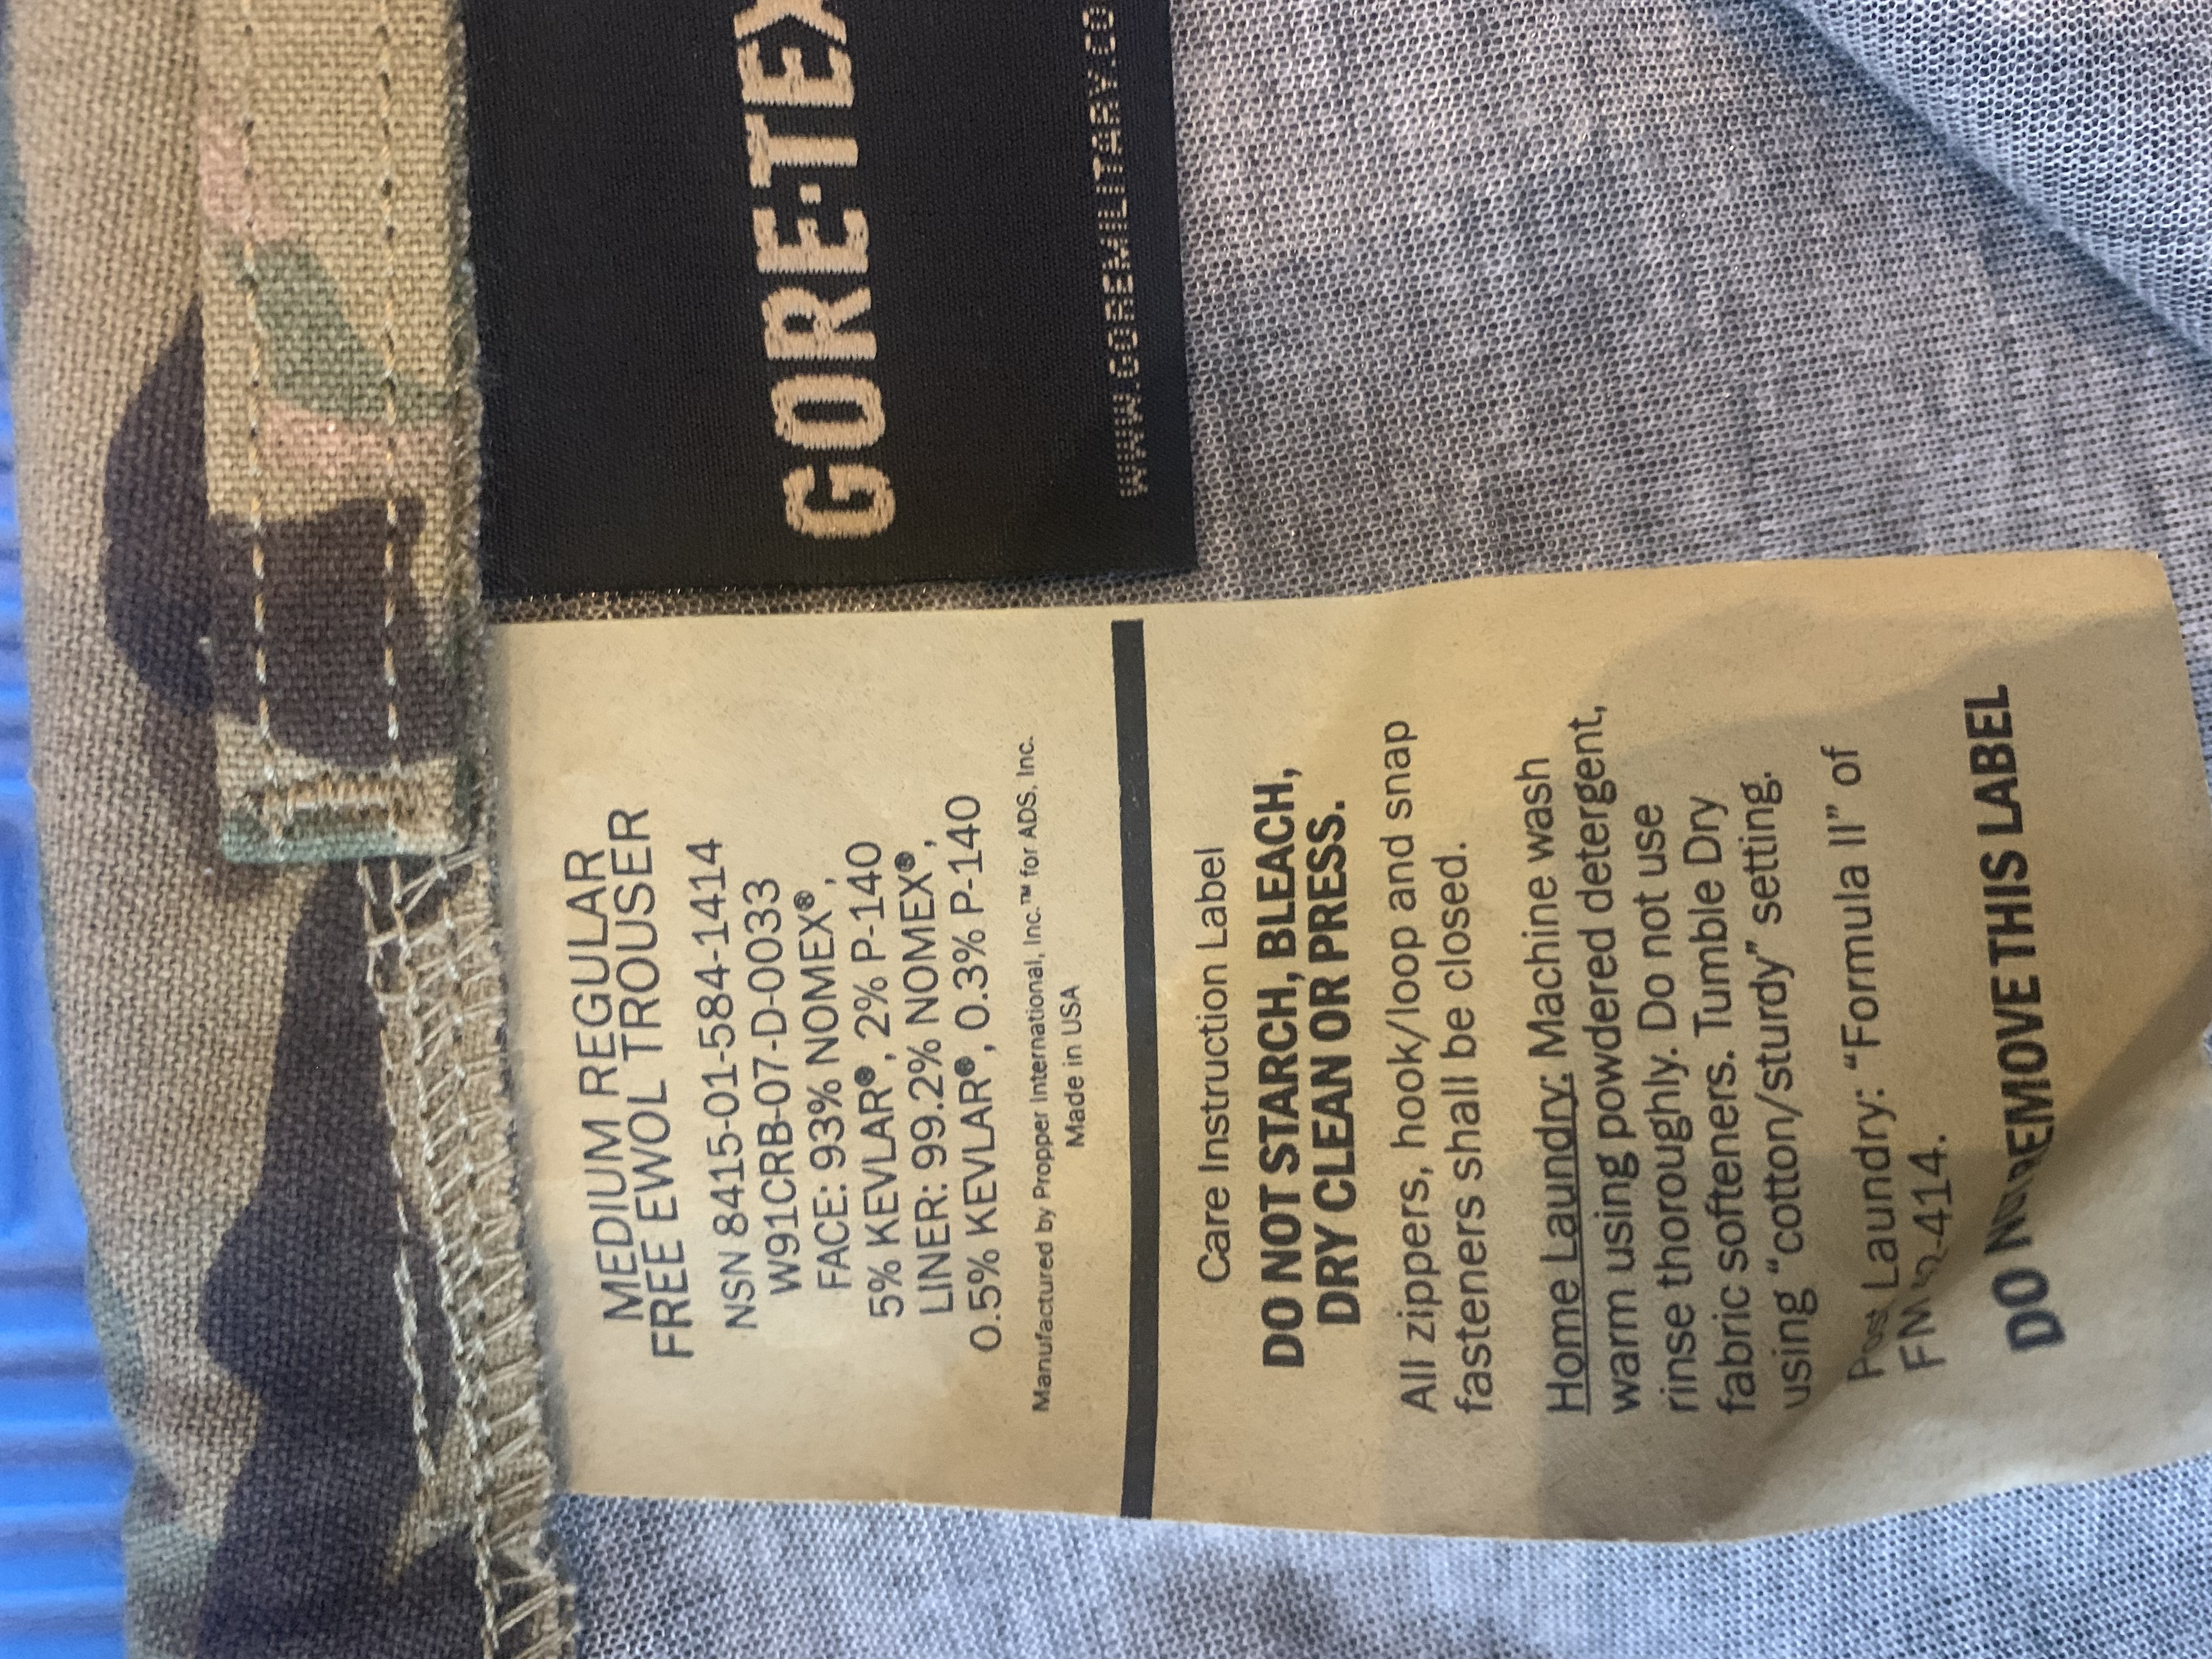 MEDIUM REGULAR
FREE EWOL TROUSER
NSN 8415-01-584-1414
W91CRB-07-D-0033
FACE: 93% NOMEX®,
5% KEVLAR®, 2% P-140
LINER: 99.2% NOMEX®,
0.5% KEVLAR®, 0.3% P-140
Manufactured by Propper International, Inc.™ for ADS, Inc.
Made in USA
Care Instruction Label
DO NOT STARCH, BLEACH,
DRY CLEAN OR PRESS.
All zippers, hook/loop and snap
fasteners shall be closed.
Home Laundry: Machine wash
warm using powdered detergent,
rinse thoroughly. Do not use
fabric softeners. Tumble Dry
using "cotton/sturdy" setting.
Post Laundry: "Formula II" of
FM
DO NOT REMOVE THIS LABEL
GORE-TEX
WWW.GOREMILITARY.CO